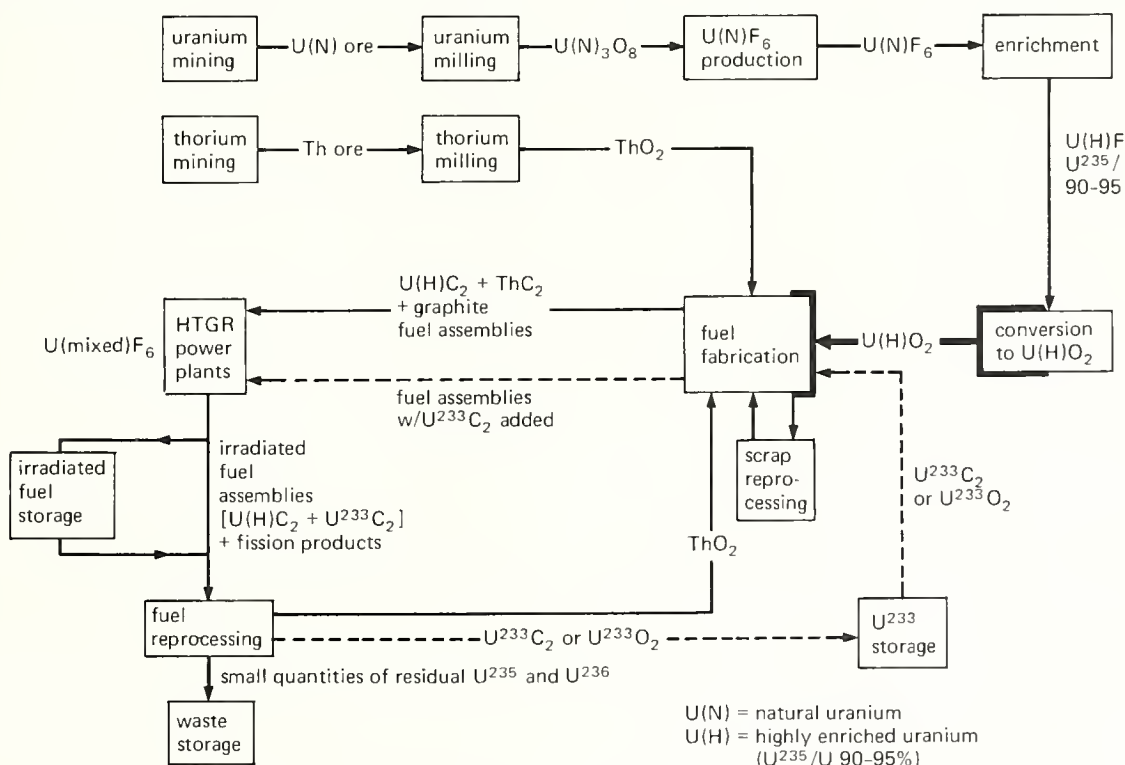 uranium
mining
U(N) ore
uranium
milling
U(N)₃O₈
U(N)F₆
production
U(N)F₆
enrichment
thorium
mining
Th ore
thorium
milling
ThO₂
U(H)F
U²³⁵/
90-95
U(H)C₂ + ThC₂
+ graphite
fuel assemblies
U(mixed)F₆
HTGR
power
plants
fuel
fabrication
U(H)O₂
conversion
to U(H)O₂
fuel assemblies
w/U²³³C₂ added
irradiated
fuel
storage
irradiated
fuel
assemblies
[U(H)C₂ + U²³³C₂]
+ fission products
scrap
repro-
cessing
U²³³C₂
or U²³³O₂
ThO₂
fuel
reprocessing
U²³³C₂ or U²³³O₂
U²³³
storage
small quantities of residual U²³⁵ and U²³⁶
waste
storage
U(N) = natural uranium
U(H) = highly enriched uranium
(U²³⁵/U 90-95%)